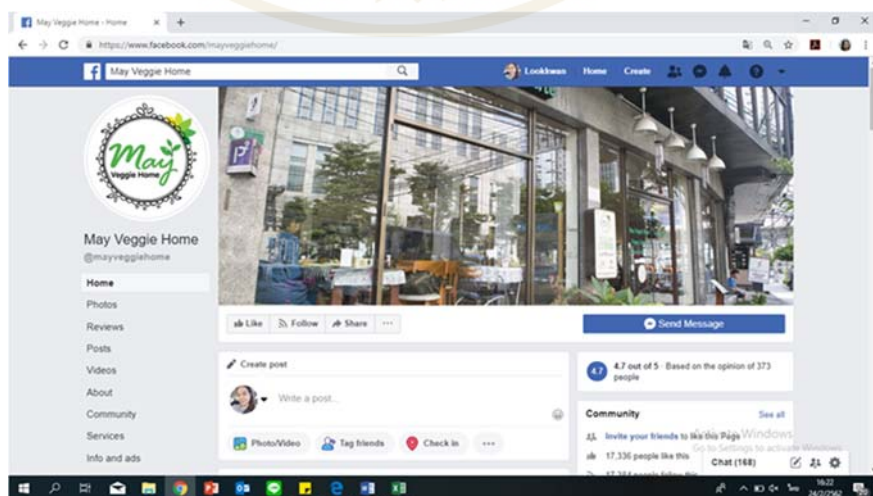 May Veggie Home - Home
https://www.facebook.com/mayveggiehome/
May Veggie Home
Lookkwan Home Create
May
Veggie Home
May Veggie Home
@mayveggiehome
Home
Photos
Reviews
Posts
Videos
About
Community
Services
Info and ads
Like Follow Share
Send Message
Create post
Write a post...
Photo/Video Tag friends Check in
4.7
4.7 out of 5 · Based on the opinion of 373
people
Community See all
Invite your friends to like this Page
17,336 people like this
Activate Windows
Go to Settings to activate Windows.
Chat (168)
16:22
24/2/2562